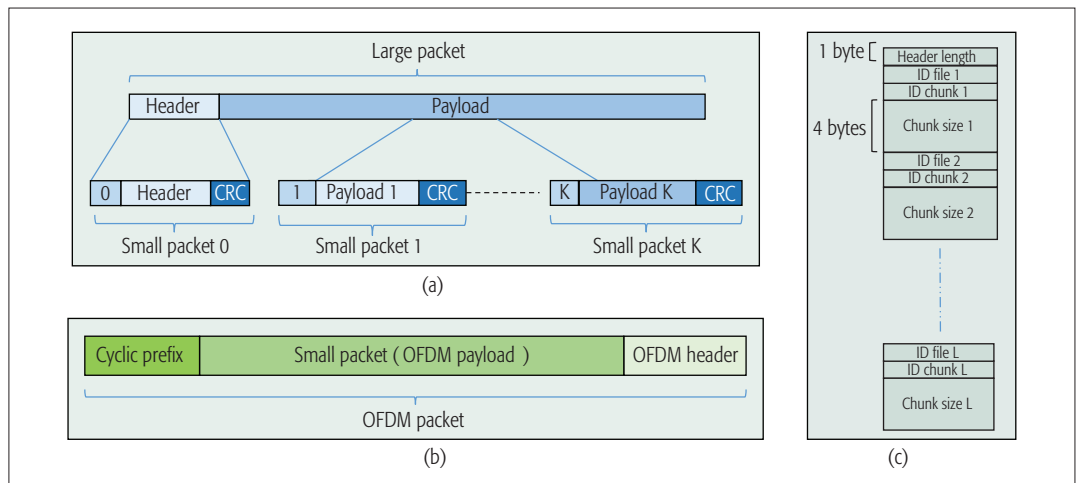 Large packet
Header
Payload
0 Header CRC
1 Payload 1 CRC
K Payload K CRC
Small packet 0
Small packet 1
Small packet K
(a)
Cyclic prefix
Small packet (OFDM payload)
OFDM header
OFDM packet
(b)
1 byte
Header length
ID file 1
ID chunk 1
4 bytes
Chunk size 1
ID file 2
ID chunk 2
Chunk size 2
ID file L
ID chunk L
Chunk size L
(c)